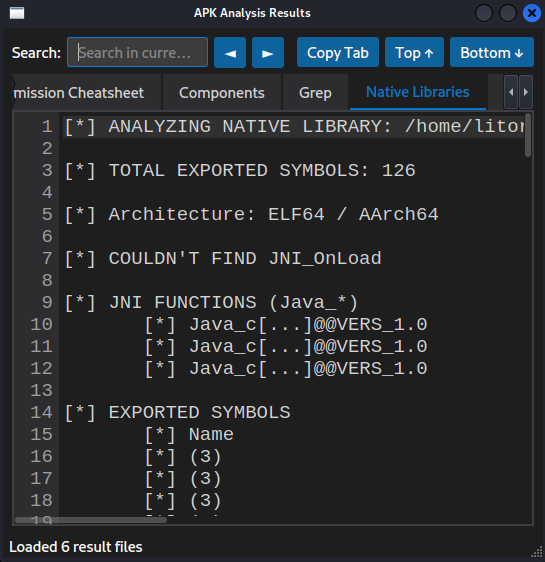 APK Analysis Results
Search: Search in curre... ◄ ► Copy Tab Top ↑ Bottom ↓
mission Cheatsheet Components Grep Native Libraries
1 [*] ANALYZING NATIVE LIBRARY: /home/litor
2
3 [*] TOTAL EXPORTED SYMBOLS: 126
4
5 [*] Architecture: ELF64 / AArch64
6
7 [*] COULDN'T FIND JNI_OnLoad
8
9 [*] JNI FUNCTIONS (Java_*)
10 [*] Java_c[...]@@VERS_1.0
11 [*] Java_c[...]@@VERS_1.0
12 [*] Java_c[...]@@VERS_1.0
13
14 [*] EXPORTED SYMBOLS
15 [*] Name
16 [*] (3)
17 [*] (3)
18 [*] (3)
19
Loaded 6 result files